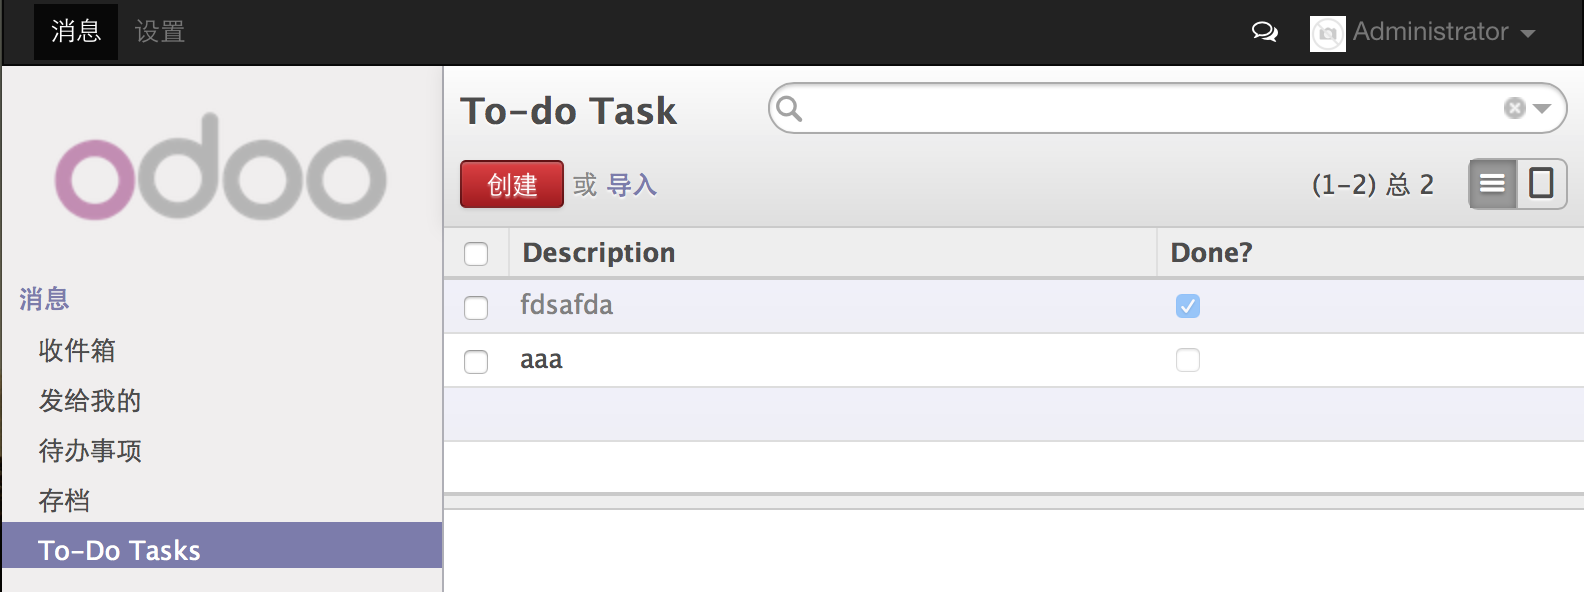 消息 设置 Administrator
odoo
To-do Task
创建 或 导入 (1-2) 总 2
Description Done?
fdsafda
aaa
消息
收件箱
发给我的
待办事项
存档
To-Do Tasks